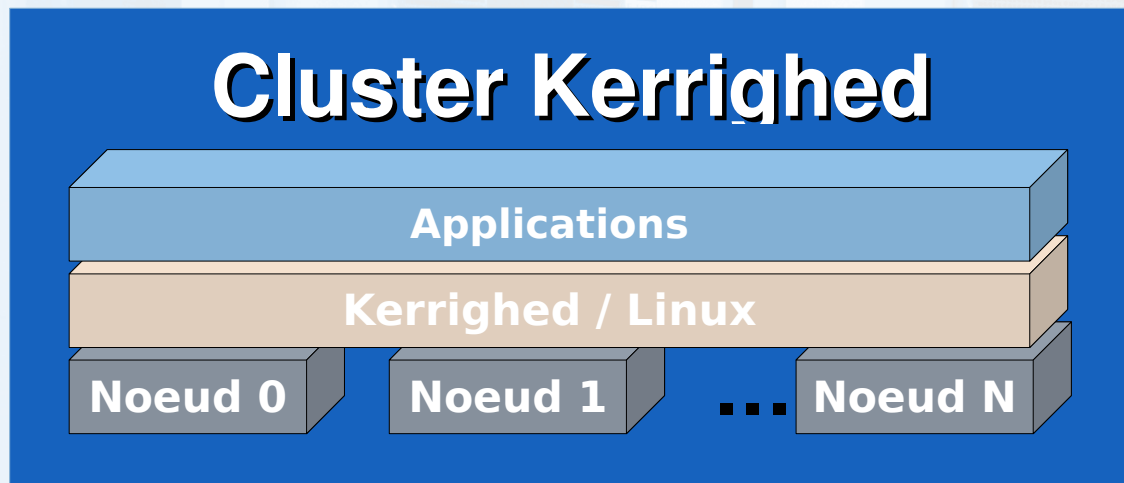 Cluster Kerrighed
Applications
Kerrighed / Linux
Noeud 0
Noeud 1
...
Noeud N